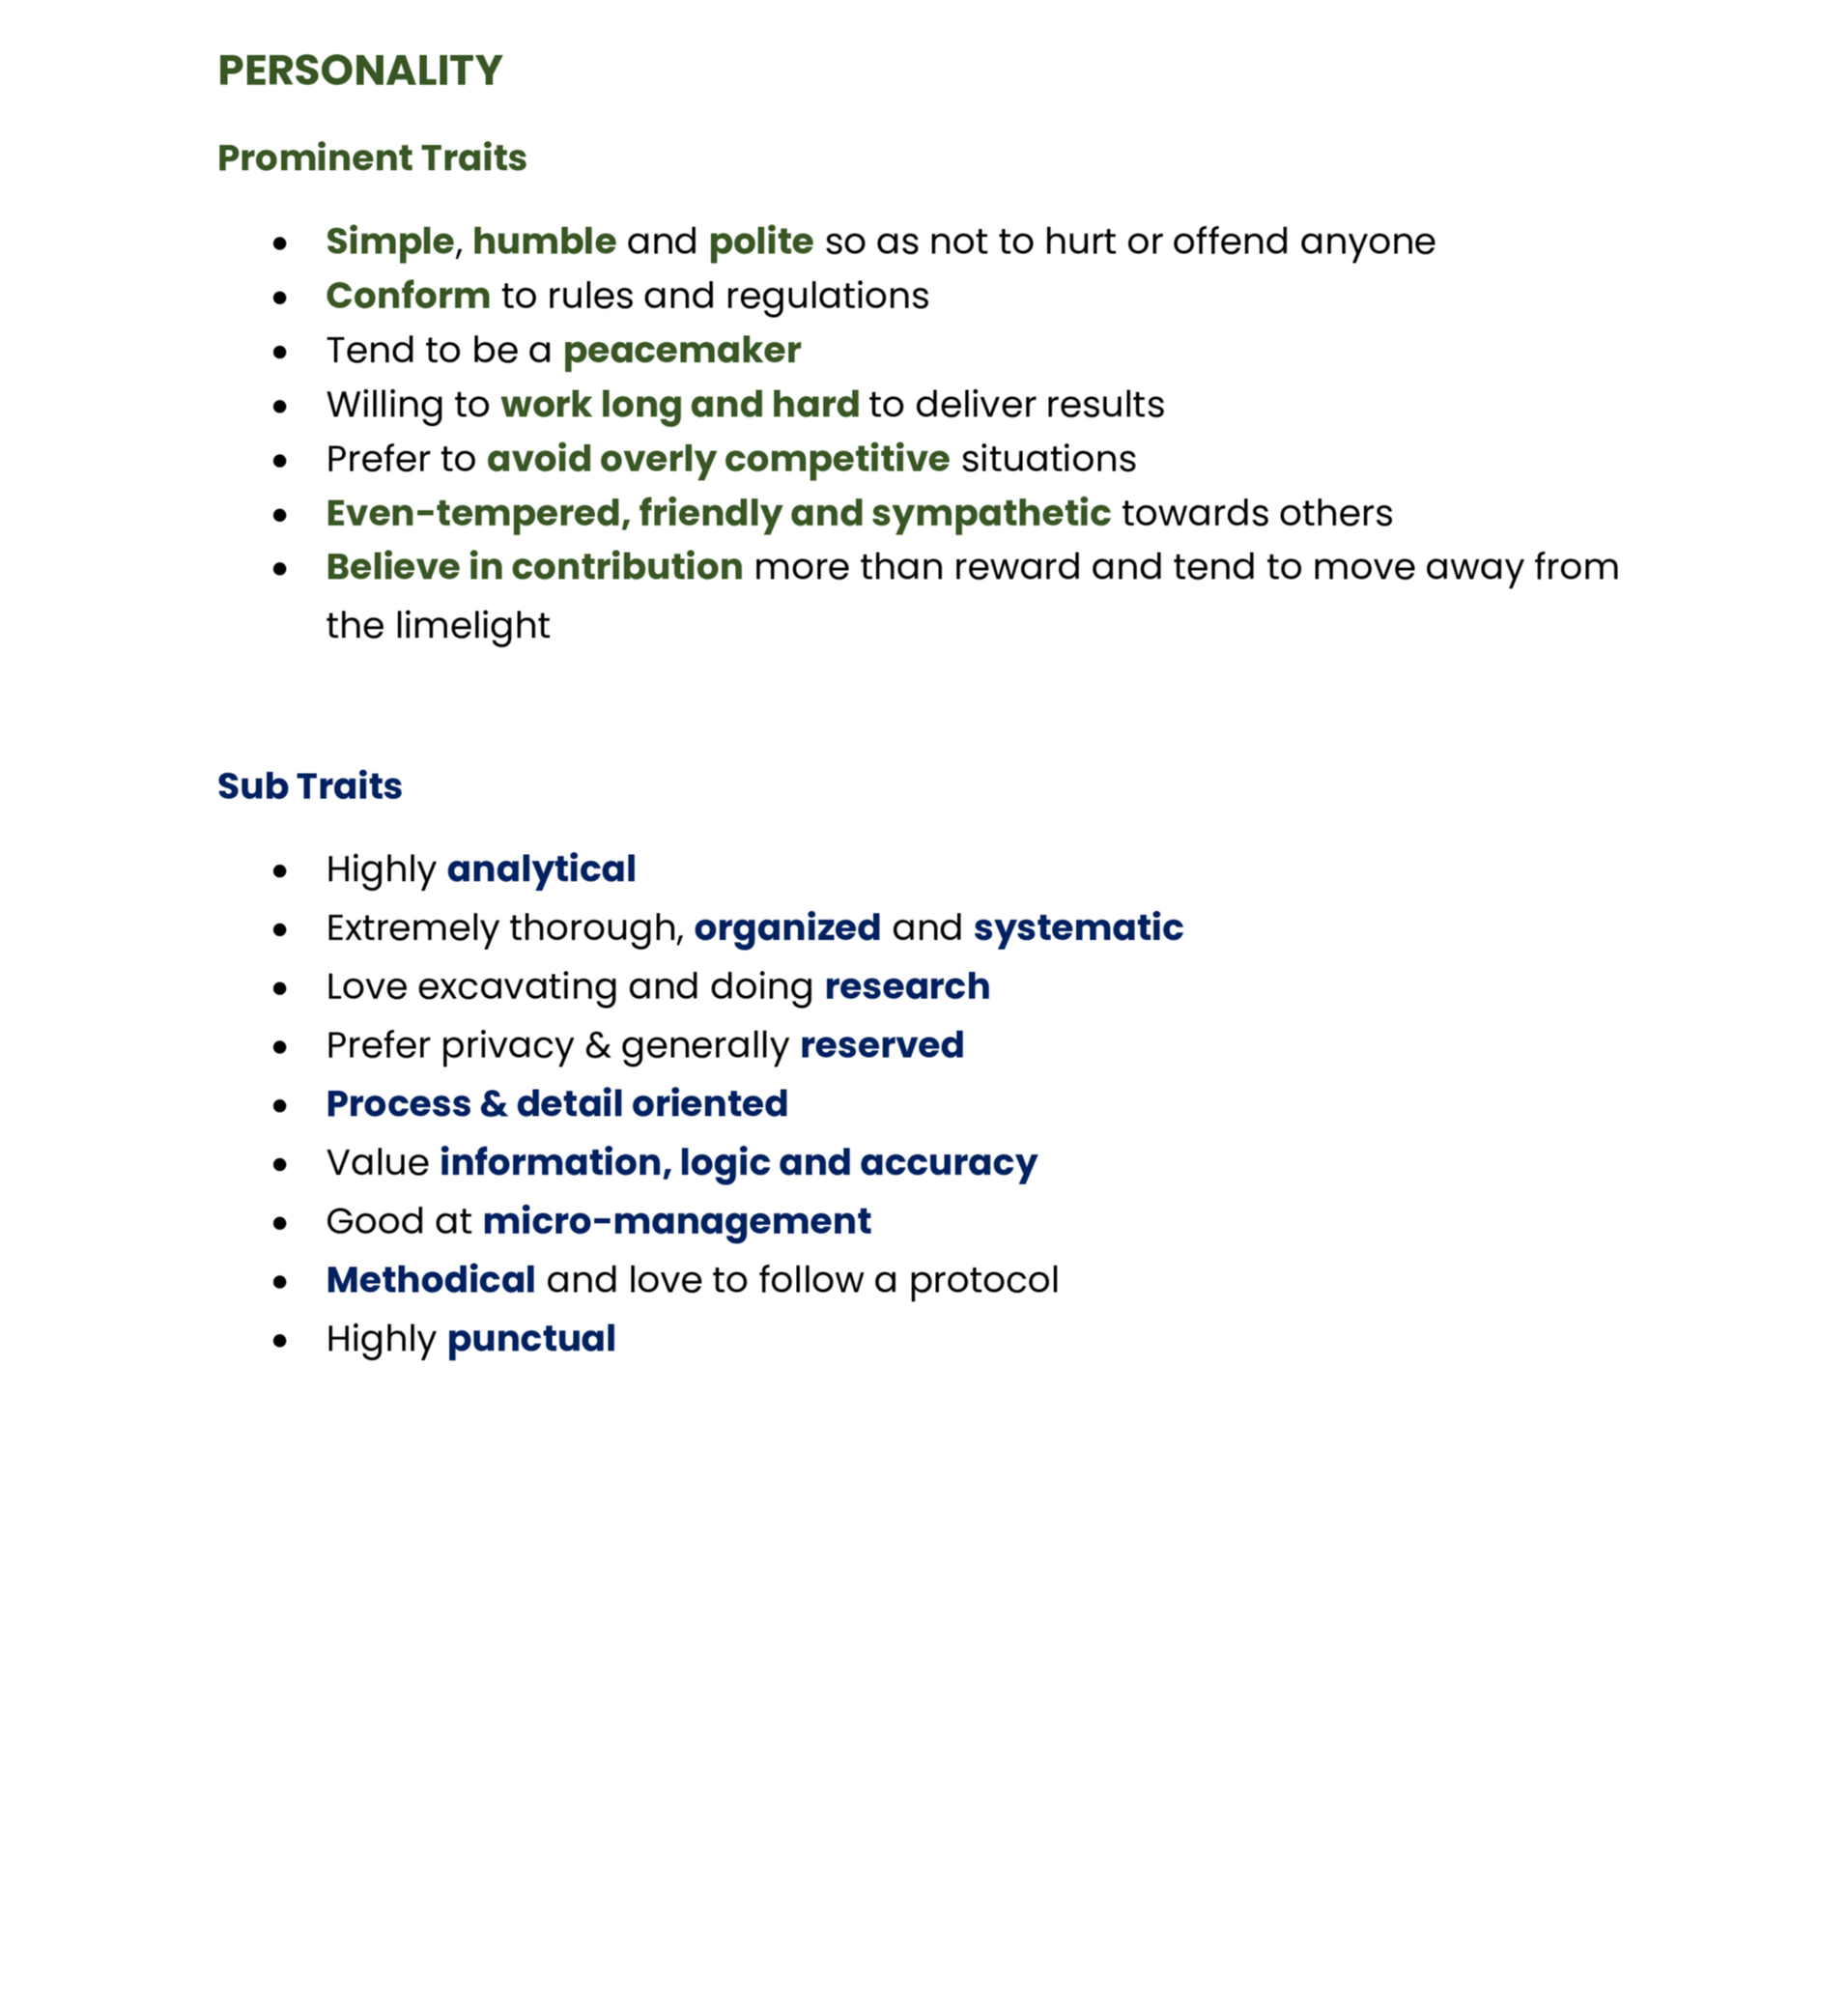 PERSONALITY
Prominent Traits
• Simple, humble and polite so as not to hurt or offend anyone
• Conform to rules and regulations
• Tend to be a peacemaker
• Willing to work long and hard to deliver results
• Prefer to avoid overly competitive situations
• Even-tempered, friendly and sympathetic towards others
• Believe in contribution more than reward and tend to move away from
the limelight
Sub Traits
• Highly analytical
• Extremely thorough, organized and systematic
• Love excavating and doing research
• Prefer privacy & generally reserved
• Process & detail oriented
• Value information, logic and accuracy
• Good at micro-management
• Methodical and love to follow a protocol
• Highly punctual